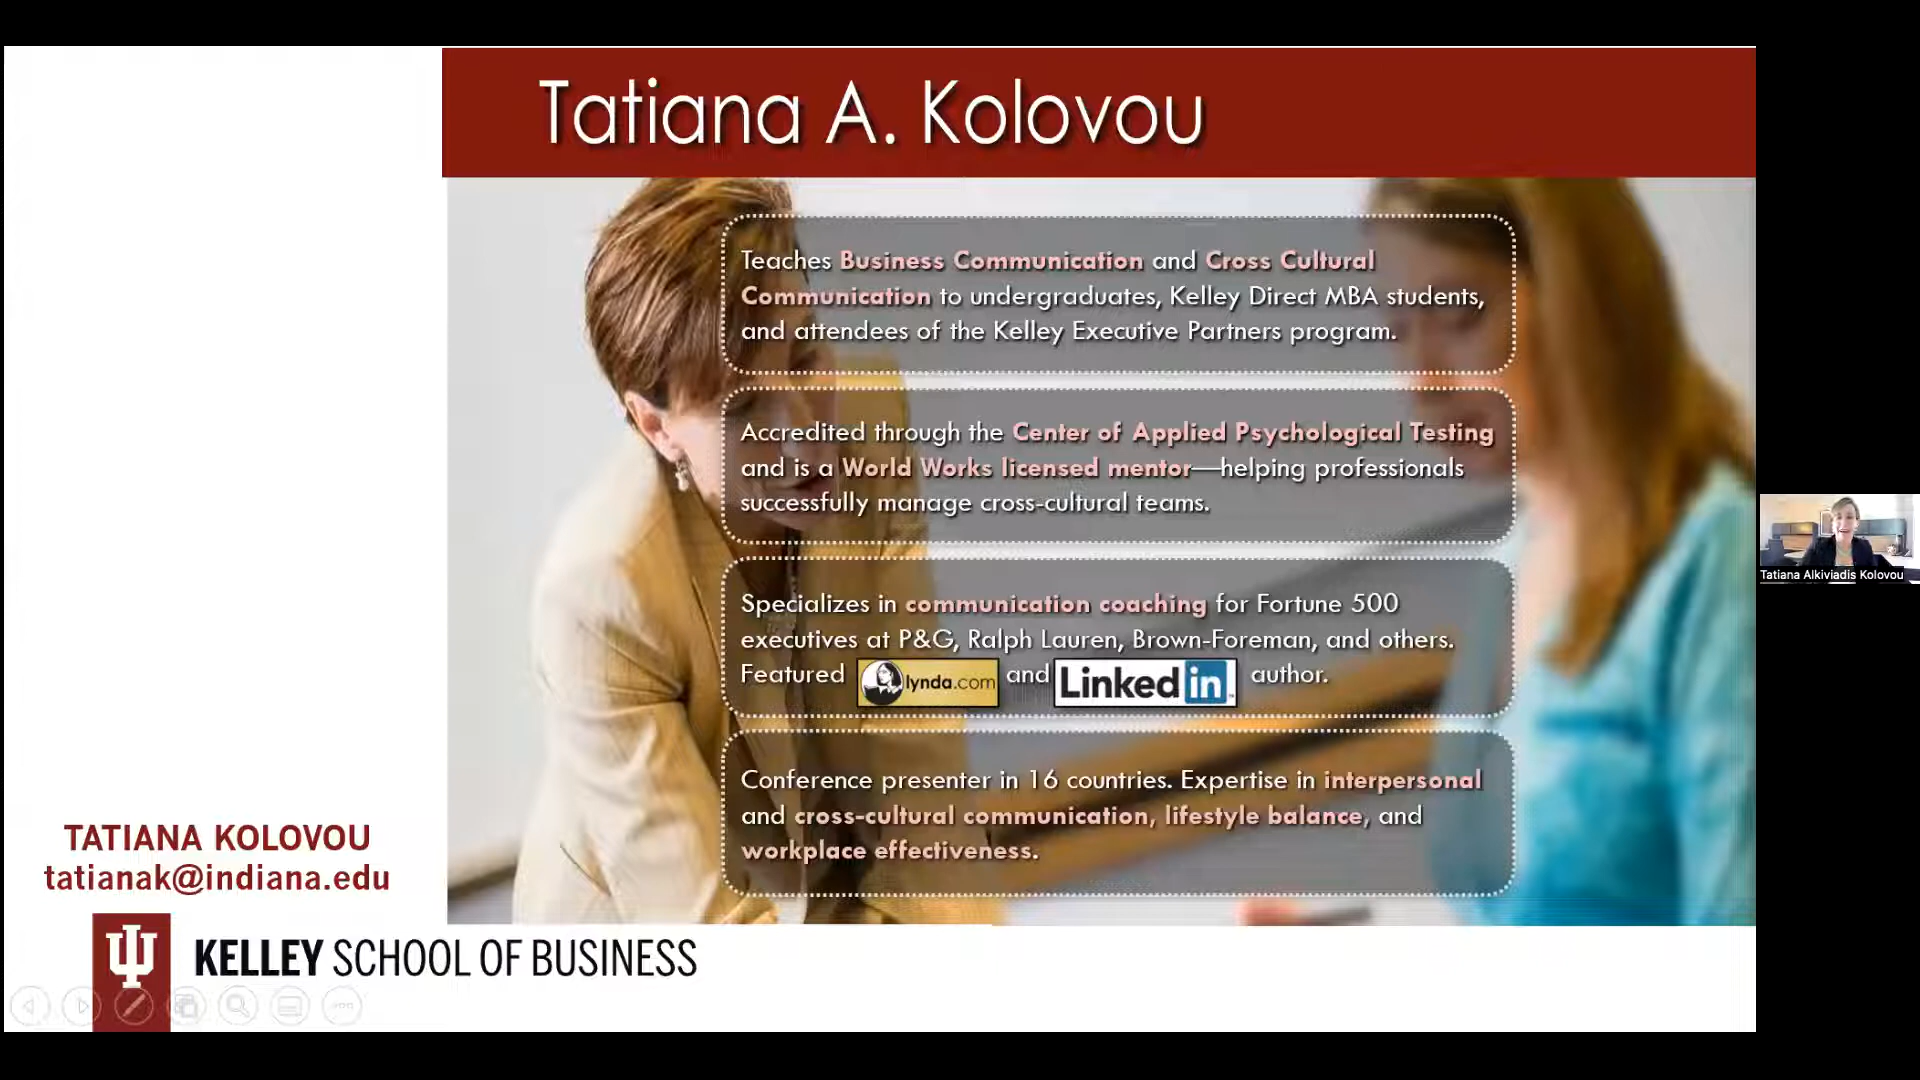 Tatiana A. Kolovou
Teaches Business Communication and Cross Cultural
Communication to undergraduates, Kelley Direct MBA students,
and attendees of the Kelley Executive Partners program.
Accredited through the Center of Applied Psychological Testing
and is a World Works licensed mentor—helping professionals
successfully manage cross-cultural teams.
Specializes in communication coaching for Fortune 500
executives at P&G, Ralph Lauren, Brown-Foreman, and others.
Featured lynda.com and Linked in author.
Conference presenter in 16 countries. Expertise in interpersonal
and cross-cultural communication, lifestyle balance, and
workplace effectiveness.
TATIANA KOLOVOU
tatianak@indiana.edu
KELLEY SCHOOL OF BUSINESS
Tatiana Alkiviadis Kolovou